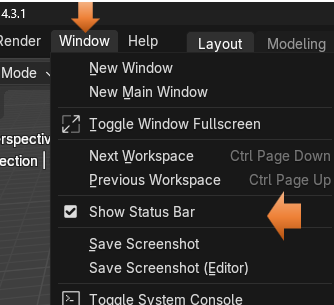 4.3.1
Render Window Help Layout Modeling
Mode
New Window
New Main Window
Toggle Window Fullscreen
erspectiv
ection |
Next Workspace Ctrl Page Down
Previous Workspace Ctrl Page Up
Show Status Bar
Save Screenshot
Save Screenshot (Editor)
Toggle System Console